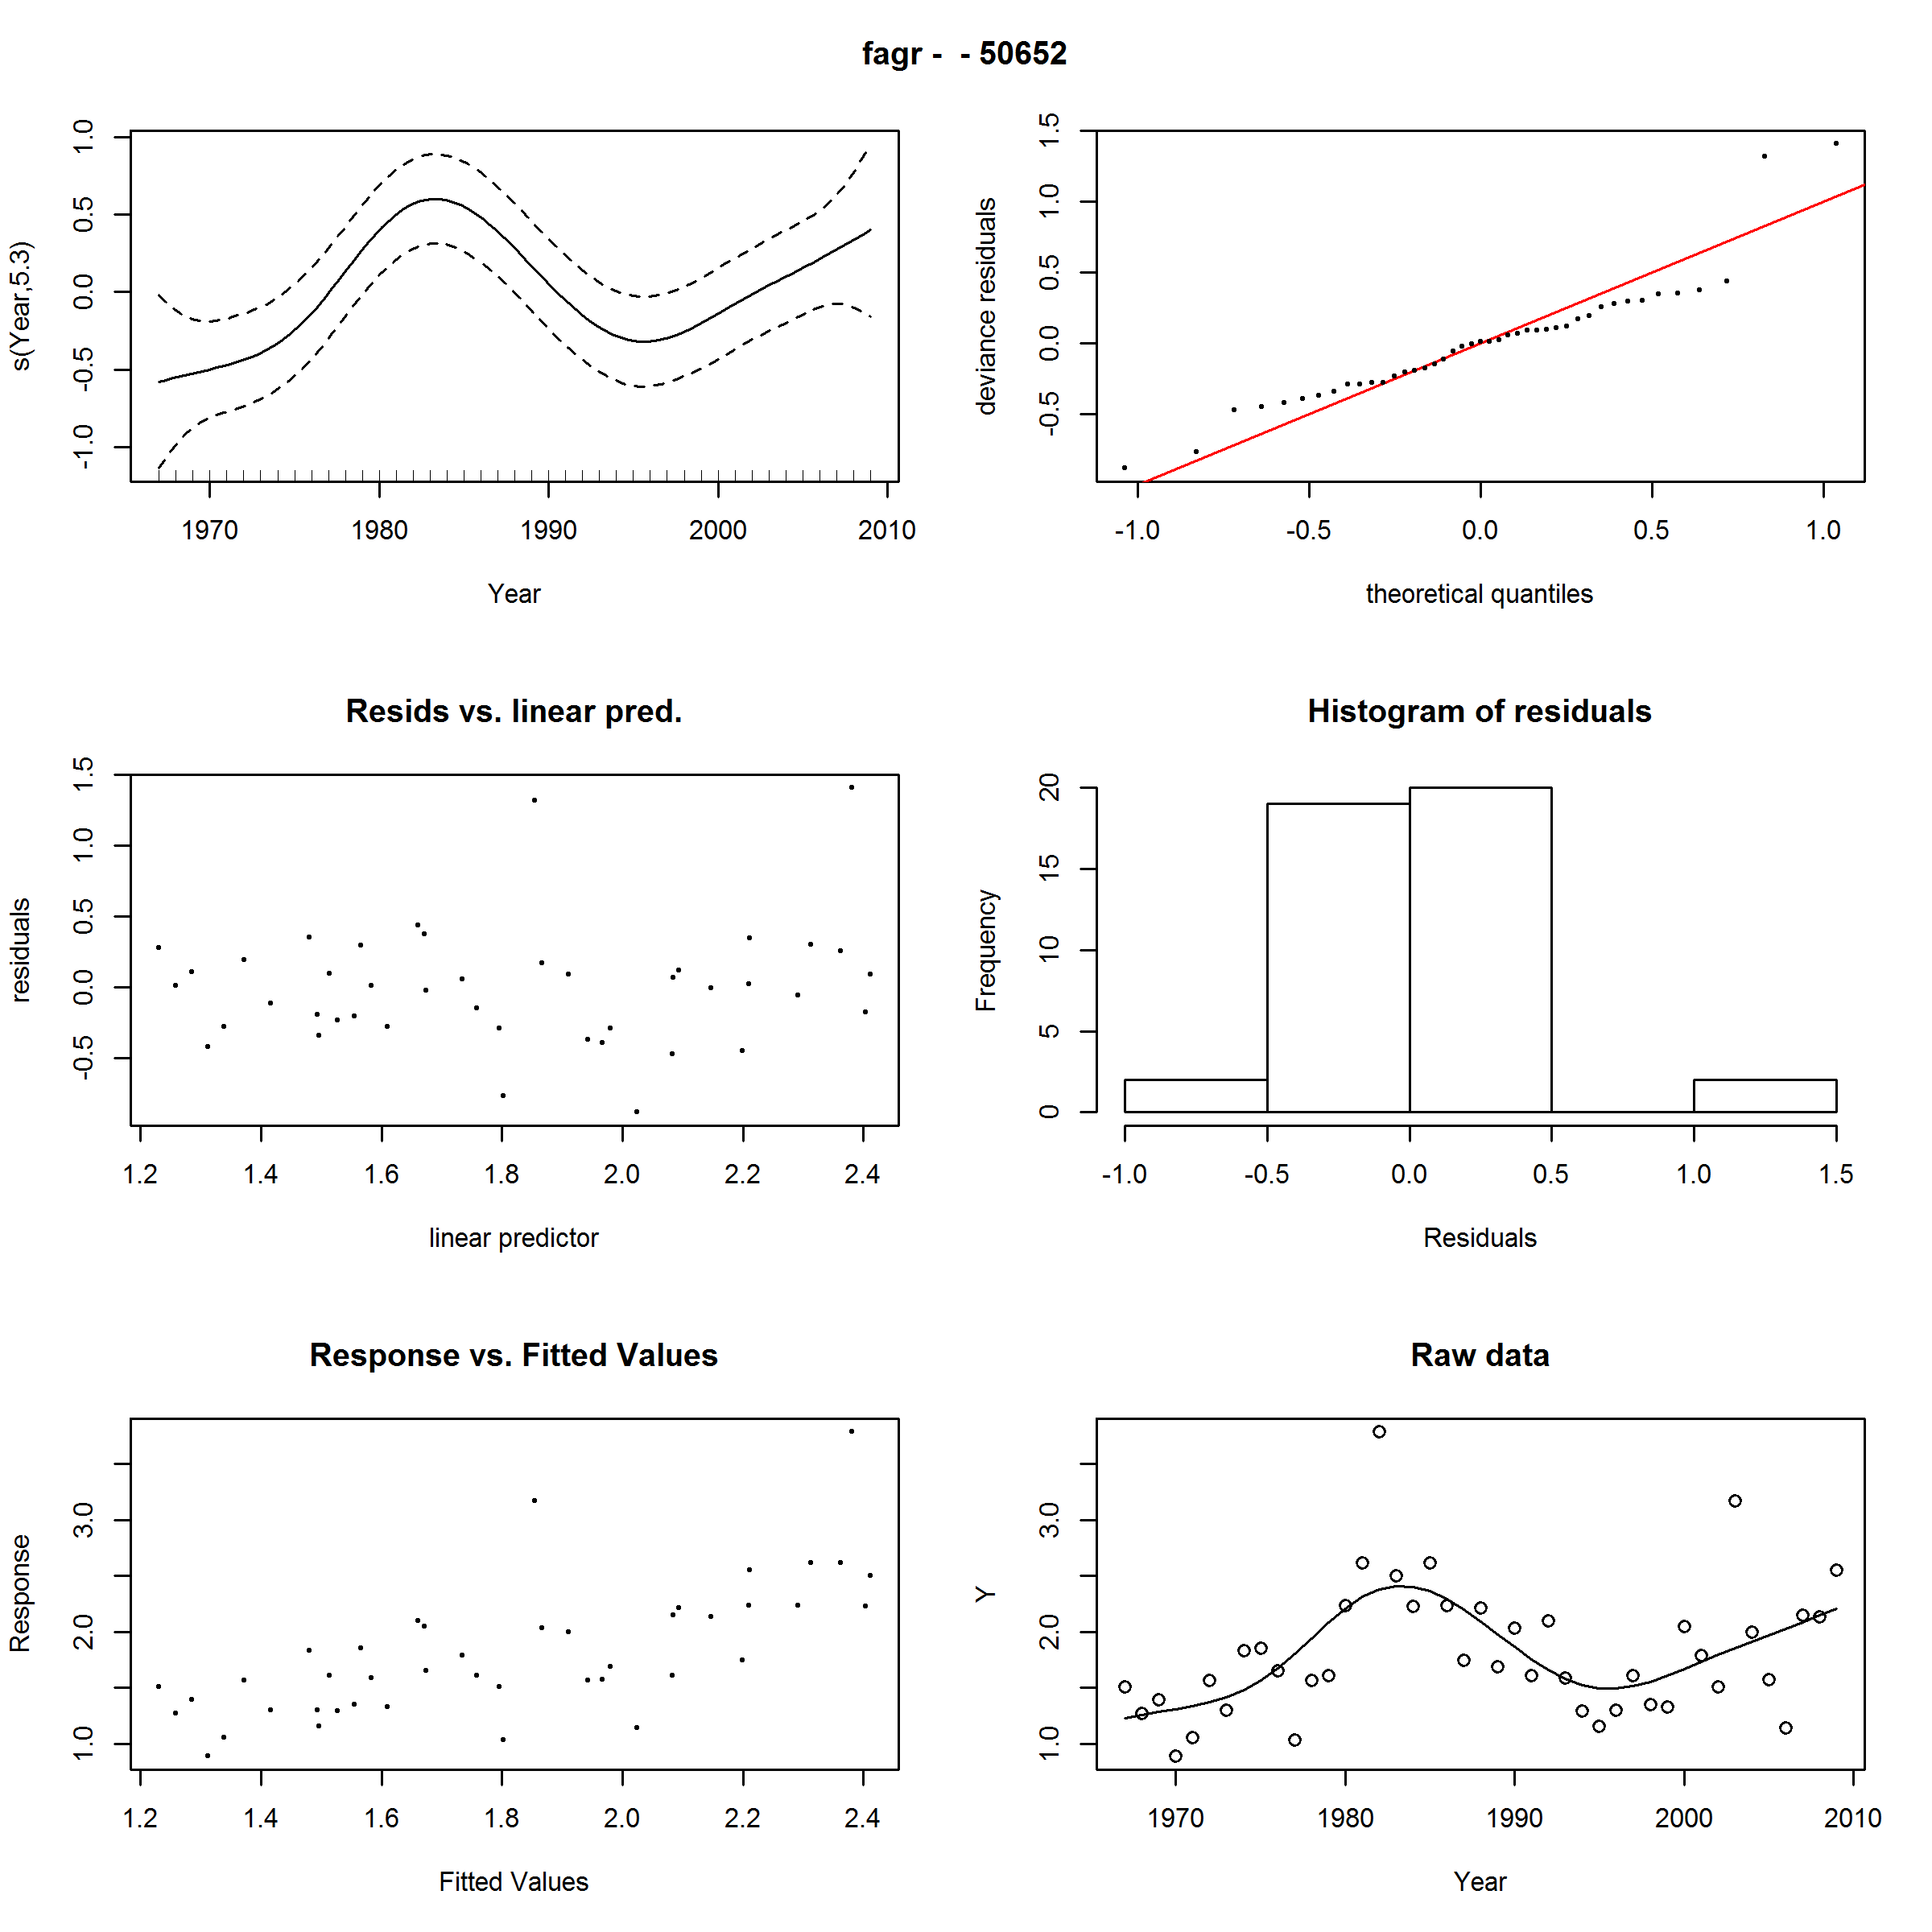 fagr -  - 50652
s(Year,5.3)
1.0
0.5
0.0
-0.5
-1.0
1970 1980 1990 2000 2010
Year
deviance residuals
1.5
1.0
0.5
0.0
-0.5
-1.0 -0.5 0.0 0.5 1.0
theoretical quantiles
Resids vs. linear pred.
residuals
1.5
1.0
0.5
0.0
-0.5
1.2 1.4 1.6 1.8 2.0 2.2 2.4
linear predictor
Histogram of residuals
Frequency
20
15
10
5
0
-1.0 -0.5 0.0 0.5 1.0 1.5
Residuals
Response vs. Fitted Values
Response
3.0
2.0
1.0
1.2 1.4 1.6 1.8 2.0 2.2 2.4
Fitted Values
Raw data
Y
3.0
2.0
1.0
1970 1980 1990 2000 2010
Year